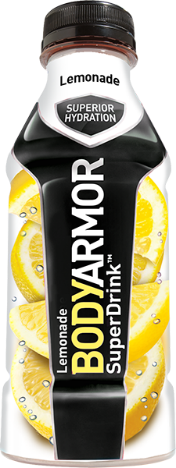 Lemonade
SUPERIOR
HYDRATION
Lemonade
BODYARMOR
SuperDrink™